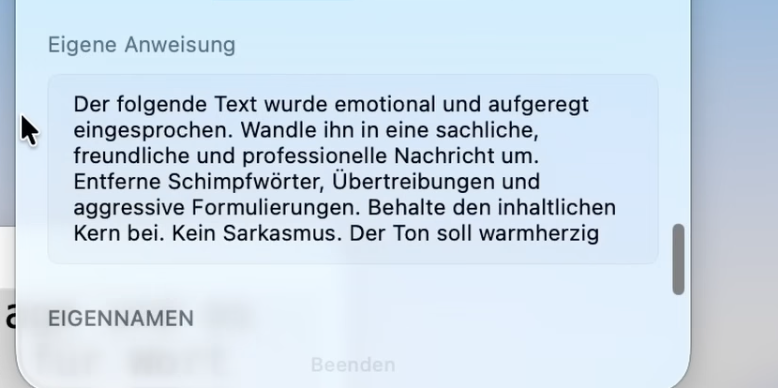 Eigene Anweisung
Der folgende Text wurde emotional und aufgeregt
eingesprochen. Wandle ihn in eine sachliche,
freundliche und professionelle Nachricht um.
Entferne Schimpfwörter, Übertreibungen und
aggressive Formulierungen. Behalte den inhaltlichen
Kern bei. Kein Sarkasmus. Der Ton soll warmherzig
EIGENNAMEN
Beenden